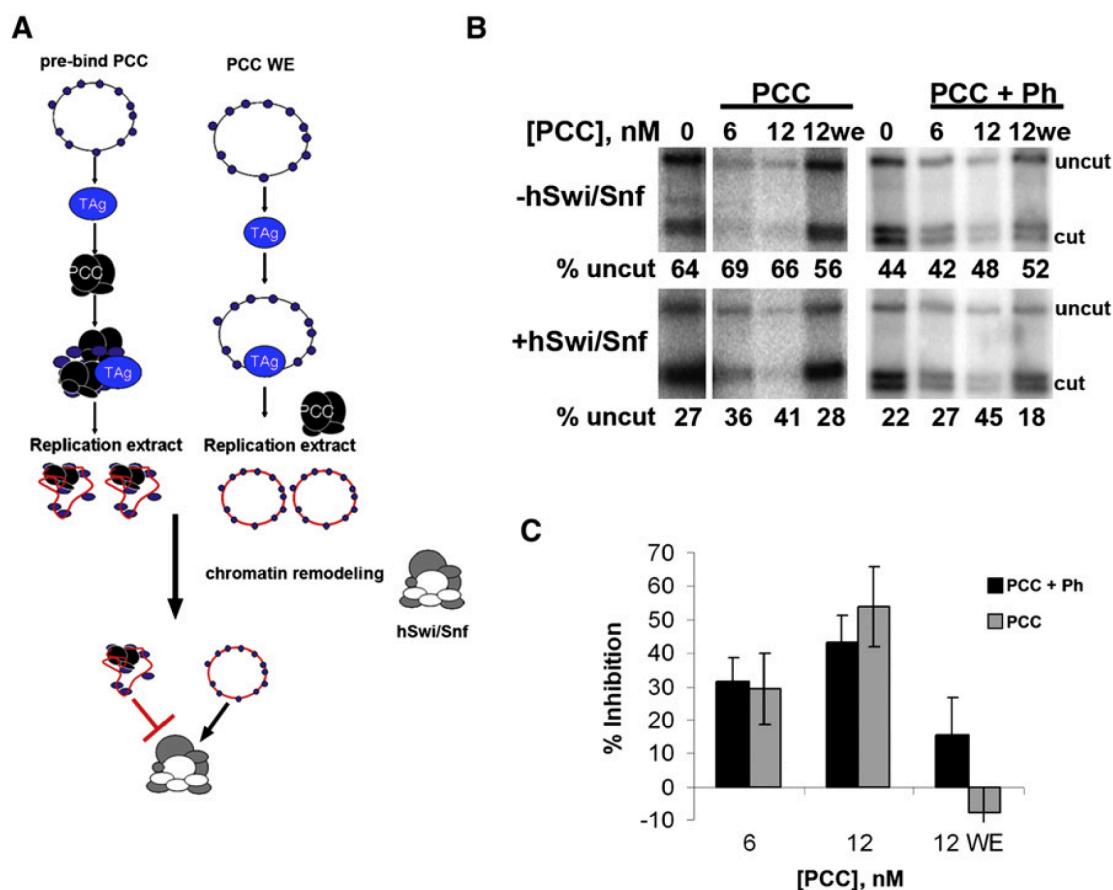 A
pre-bind PCC
PCC WE
TAg
TAg
PCC
TAg
TAg
PCC
Replication extract
Replication extract
chromatin remodeling
hSwi/Snf
B
PCC
PCC + Ph
[PCC], nM 0 6 12 12we 0 6 12 12we
-hSwi/Snf
uncut
cut
% uncut 64 69 66 56 44 42 48 52
+hSwi/Snf
uncut
cut
% uncut 27 36 41 28 22 27 45 18
C
70
60
50
40
30
20
10
0
-10
% Inhibition
PCC + Ph
PCC
6 12 12 WE
[PCC], nM